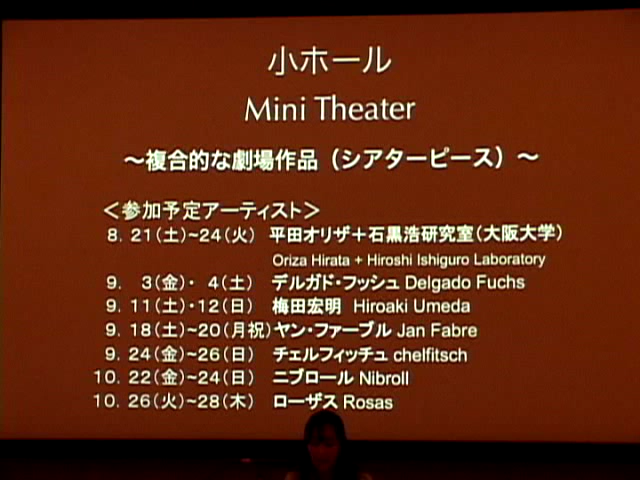 小ホール
Mini Theater
～複合的な劇場作品（シアターピース）～
＜参加予定アーティスト＞
8. 21（土）~24（火） 平田オリザ＋石黒浩研究室（大阪大学）
Oriza Hirata + Hiroshi Ishiguro Laboratory
9. 3（金）・ 4（土） デルガド・フッシュ Delgado Fuchs
9. 11（土）・12（日） 梅田宏明 Hiroaki Umeda
9. 18（土）~20（月祝） ヤン・ファーブル Jan Fabre
9. 24（金）~26（日） チェルフィッチュ chelfitsch
10. 22（金）~24（日） ニブロール Nibroll
10. 26（火）~28（木） ローザス Rosas